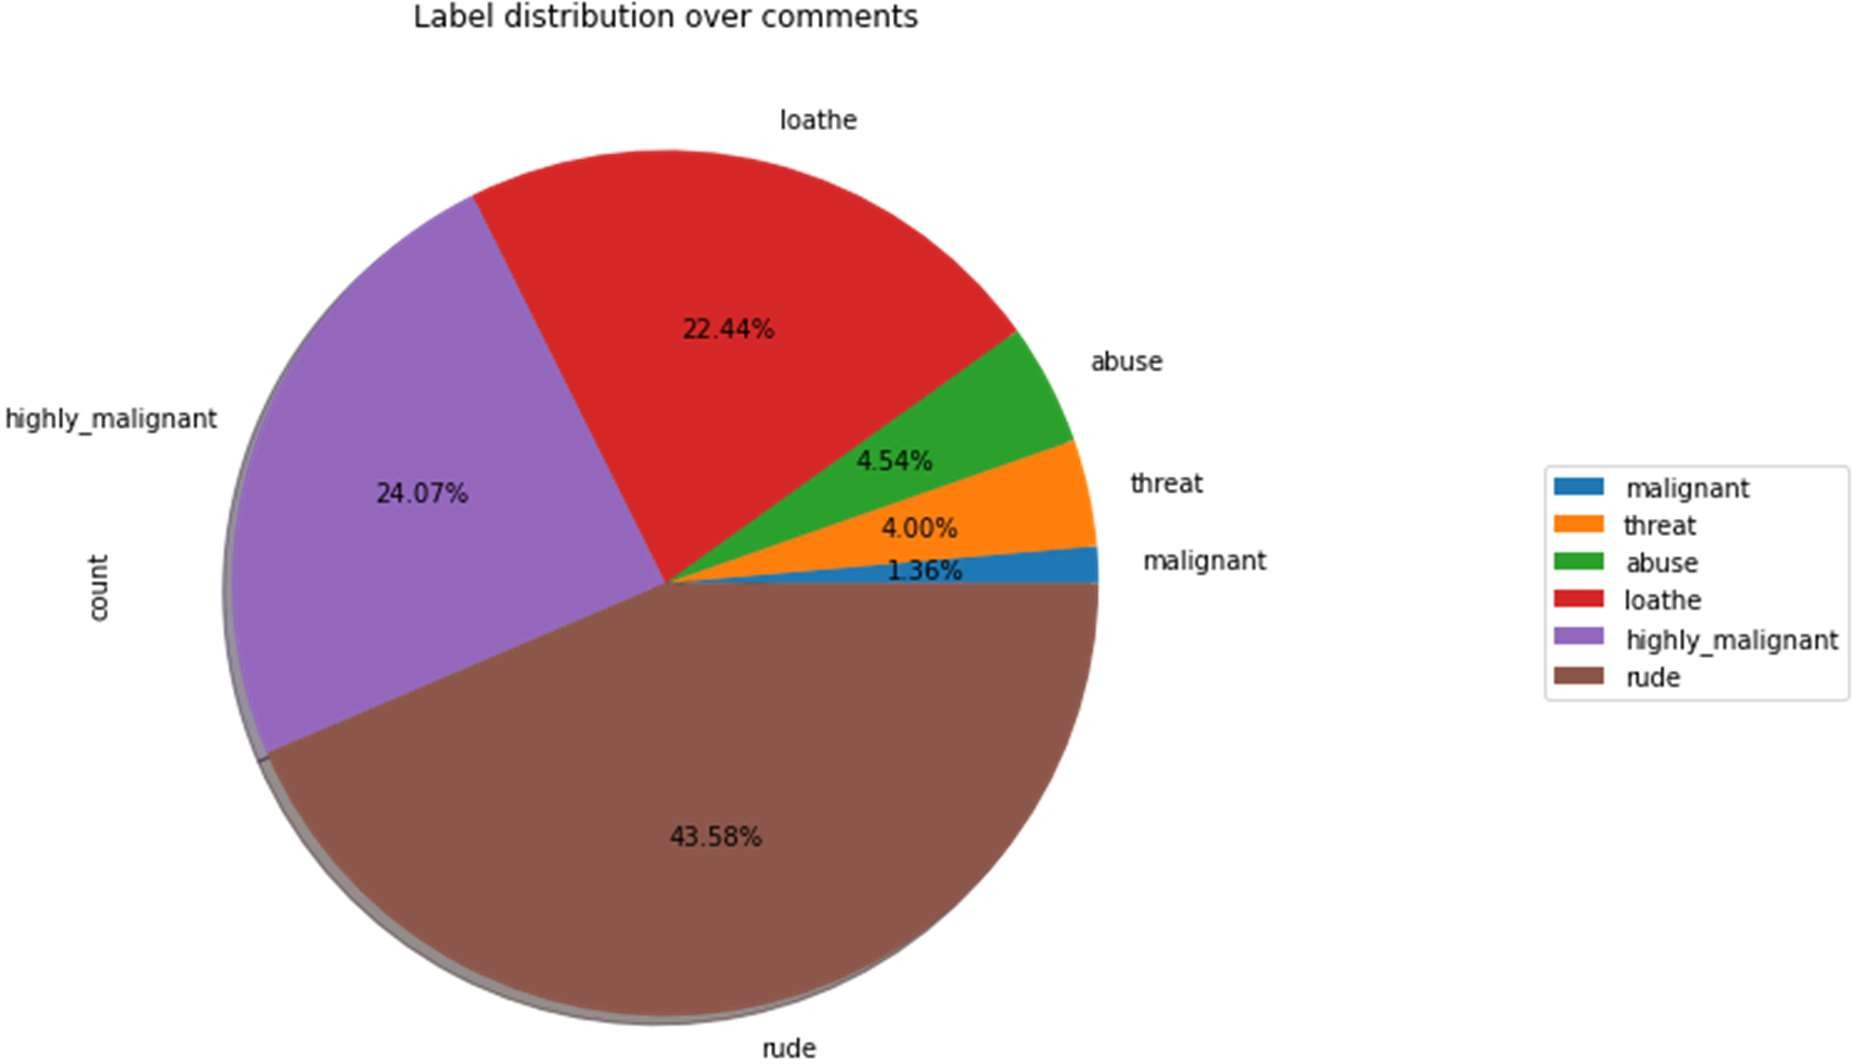 Label distribution over comments
loathe
22.44%
abuse
highly_malignant
4.54%
threat
24.07%
4.00%
malignant
1.36%
count
43.58%
rude
malignant
threat
abuse
loathe
highly_malignant
rude